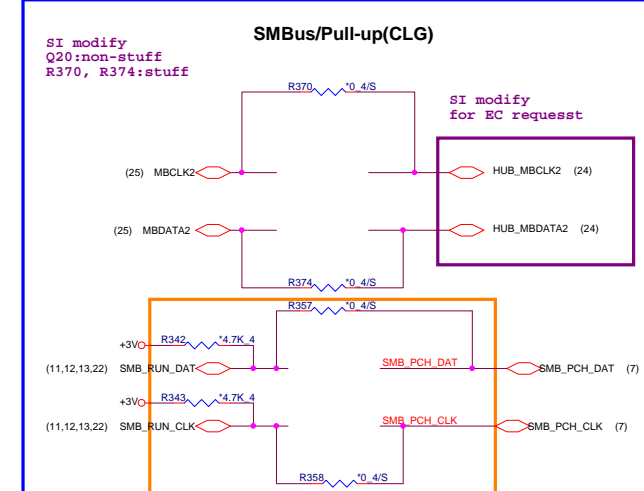 SMBus/Pull-up(CLG)
SI modify
Q20:non-stuff
R370, R374:stuff
R370 *0_4/S
SI modify
for EC requesst
(25) MBCLK2 HUB_MBCLK2 (24)
(25) MBDATA2 HUB_MBDATA2 (24)
R374 *0_4/S
R357 *0_4/S
+3V R342 *4.7K_4
(11,12,13,22) SMB_RUN_DAT SMB_PCH_DAT SMB_PCH_DAT (7)
+3V R343 *4.7K_4
(11,12,13,22) SMB_RUN_CLK SMB_PCH_CLK SMB_PCH_CLK (7)
R358 *0_4/S